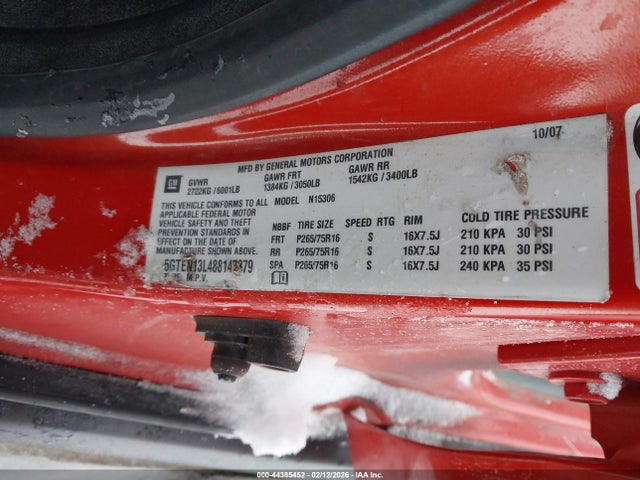 10/07
MFD BY GENERAL MOTORS CORPORATION
GM GVWR GAWR FRT GAWR RR
2722KG / 6001LB 1384KG / 3050LB 1542KG / 3400LB
THIS VEHICLE CONFORMS TO ALL MODEL N15306
APPLICABLE FEDERAL MOTOR
VEHICLE SAFETY AND THEFT
PREVENTION STANDARDS IN
EFFECT ON THE DATE OF
MANUFACTURE SHOWN ABOVE.
TYPE: M.P.V.
NBBF TIRE SIZE SPEED RTG RIM COLD TIRE PRESSURE
FRT P265/75R16 S 16X7.5J 210 KPA 30 PSI
RR P265/75R16 S 16X7.5J 210 KPA 30 PSI
SPA P265/75R16 S 16X7.5J 240 KPA 35 PSI
000-44385452 | 02/12/2026 - IAA Inc.